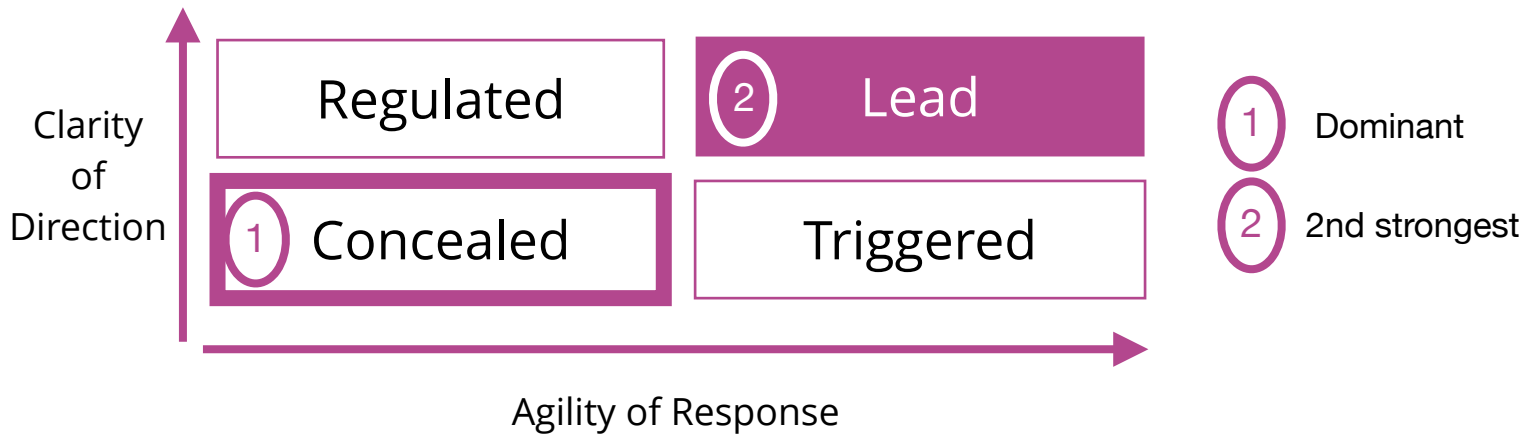 Clarity
of
Direction
Regulated
2 Lead
1 Concealed
Triggered
Agility of Response
1 Dominant
2 2nd strongest